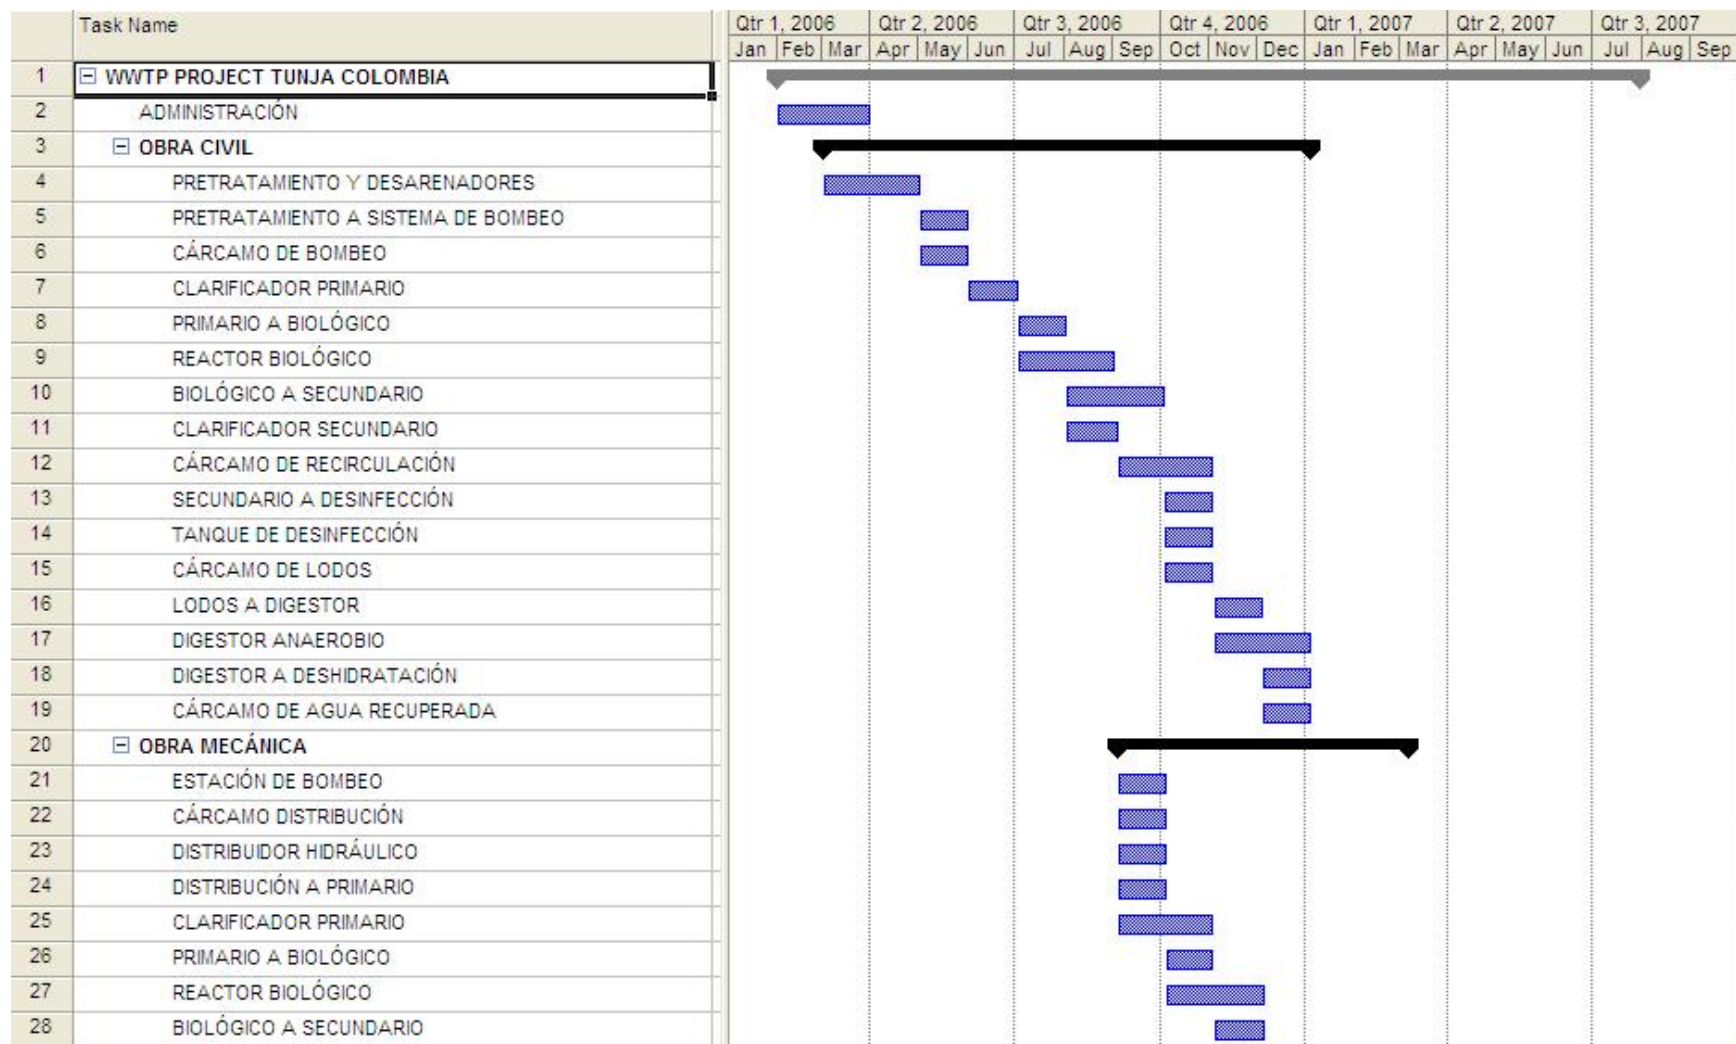 Task Name
Qtr 1, 2006 Qtr 2, 2006 Qtr 3, 2006 Qtr 4, 2006 Qtr 1, 2007 Qtr 2, 2007 Qtr 3, 2007
Jan Feb Mar Apr May Jun Jul Aug Sep Oct Nov Dec Jan Feb Mar Apr May Jun Jul Aug Sep
1 WWTP PROJECT TUNJA COLOMBIA
2 ADMINISTRACIÓN
3 OBRA CIVIL
4 PRETRATAMIENTO Y DESARENADORES
5 PRETRATAMIENTO A SISTEMA DE BOMBEO
6 CÁRCAMO DE BOMBEO
7 CLARIFICADOR PRIMARIO
8 PRIMARIO A BIOLÓGICO
9 REACTOR BIOLÓGICO
10 BIOLÓGICO A SECUNDARIO
11 CLARIFICADOR SECUNDARIO
12 CÁRCAMO DE RECIRCULACIÓN
13 SECUNDARIO A DESINFECCIÓN
14 TANQUE DE DESINFECCIÓN
15 CÁRCAMO DE LODOS
16 LODOS A DIGESTOR
17 DIGESTOR ANAEROBIO
18 DIGESTOR A DESHIDRATACIÓN
19 CÁRCAMO DE AGUA RECUPERADA
20 OBRA MECÁNICA
21 ESTACIÓN DE BOMBEO
22 CÁRCAMO DISTRIBUCIÓN
23 DISTRIBUIDOR HIDRÁULICO
24 DISTRIBUCIÓN A PRIMARIO
25 CLARIFICADOR PRIMARIO
26 PRIMARIO A BIOLÓGICO
27 REACTOR BIOLÓGICO
28 BIOLÓGICO A SECUNDARIO